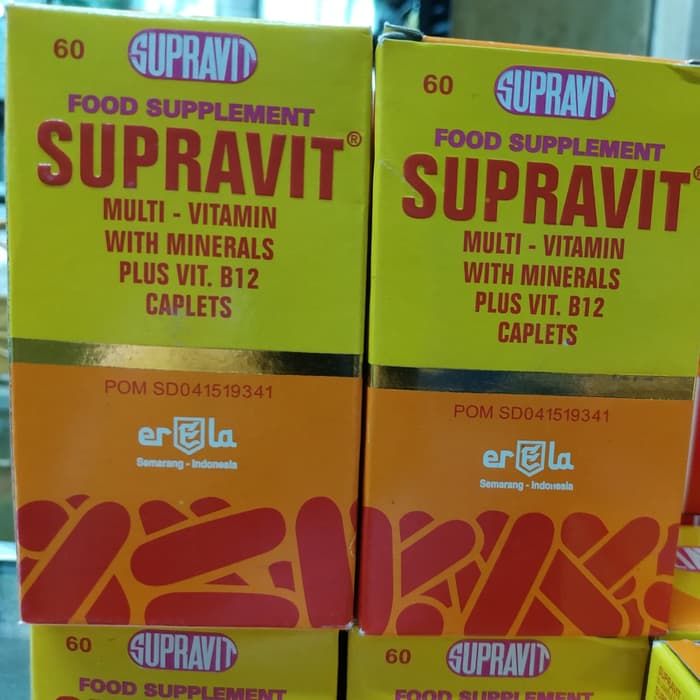 60
SUPRAVIT
FOOD SUPPLEMENT
SUPRAVIT®
MULTI - VITAMIN
WITH MINERALS
PLUS VIT. B12
CAPLETS
POM SD041519341
erEla
Semarang - Indonesia
60
SUPRAVIT
FOOD SUPPLEMENT
SUPRAVIT®
MULTI - VITAMIN
WITH MINERALS
PLUS VIT. B12
CAPLETS
POM SD041519341
erEla
Semarang - Indonesia
60
SUPRAVIT
FOOD SUPPLEMENT
60
SUPRAVIT
FOOD SUPPLEMENT